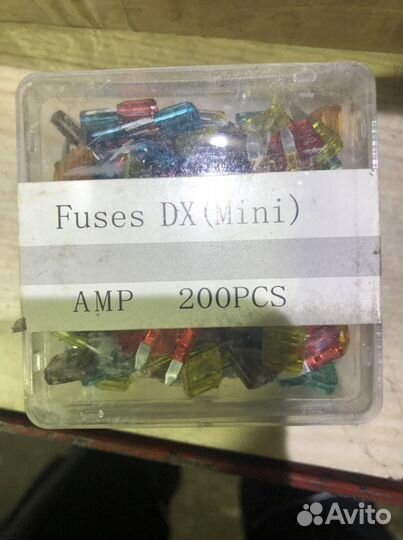 Fuses DX(Mini)
AMP 200PCS
Avito